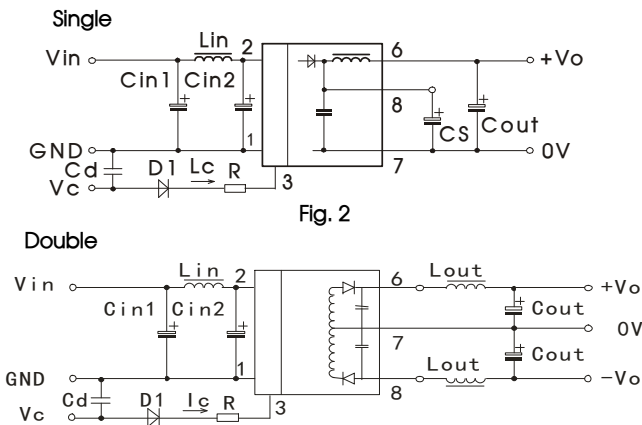 Single
Vin Lin 2 6 +Vo
Cin1 Cin2 + + + +
8
CS Cout
GND 1 7 0V
Cd
Vc D1 Lc R 3
Fig. 2
Double
Vin Lin 2 6 Lout +Vo
Cin1 Cin2 + + + Cout
7 0V
+ Cout
GND 1 8 Lout -Vo
Cd
Vc D1 Ic R 3